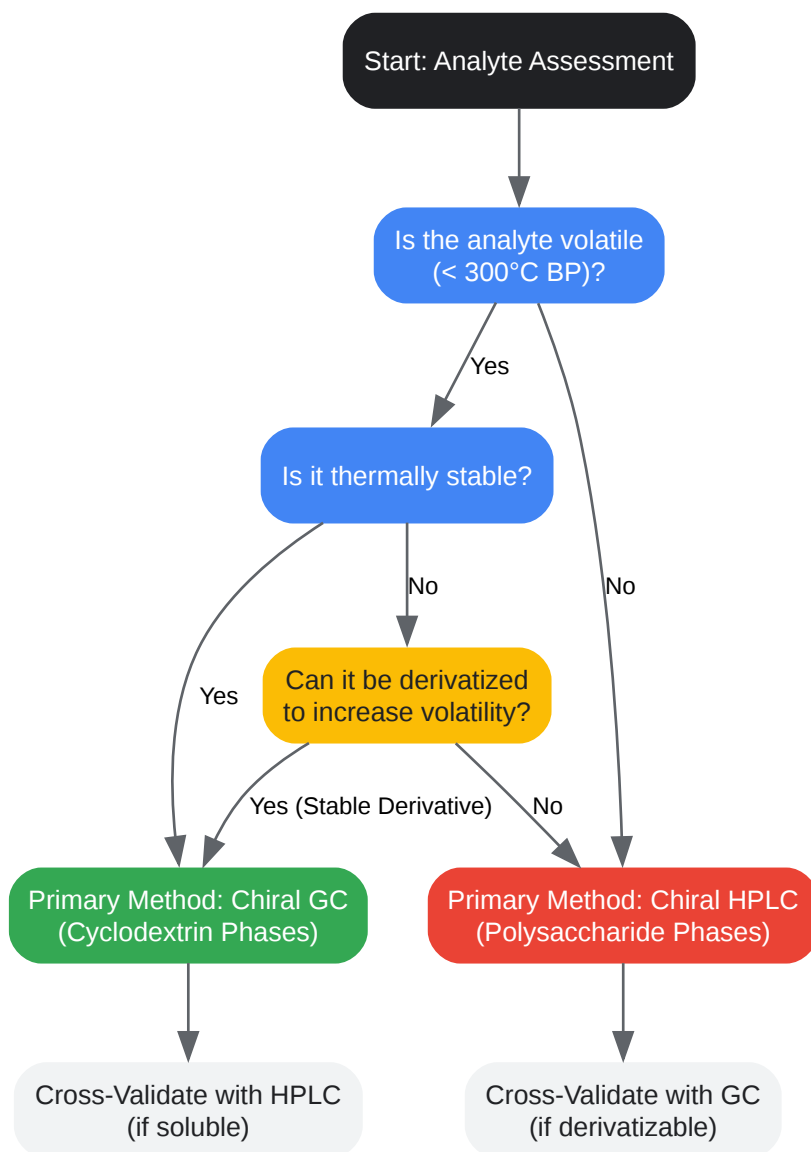 Start: Analyte Assessment
Is the analyte volatile
(< 300°C BP)?
Yes
Is it thermally stable?
No
No
Can it be derivatized
to increase volatility?
Yes
Yes (Stable Derivative)
No
Primary Method: Chiral GC
(Cyclodextrin Phases)
Primary Method: Chiral HPLC
(Polysaccharide Phases)
Cross-Validate with HPLC
(if soluble)
Cross-Validate with GC
(if derivatizable)